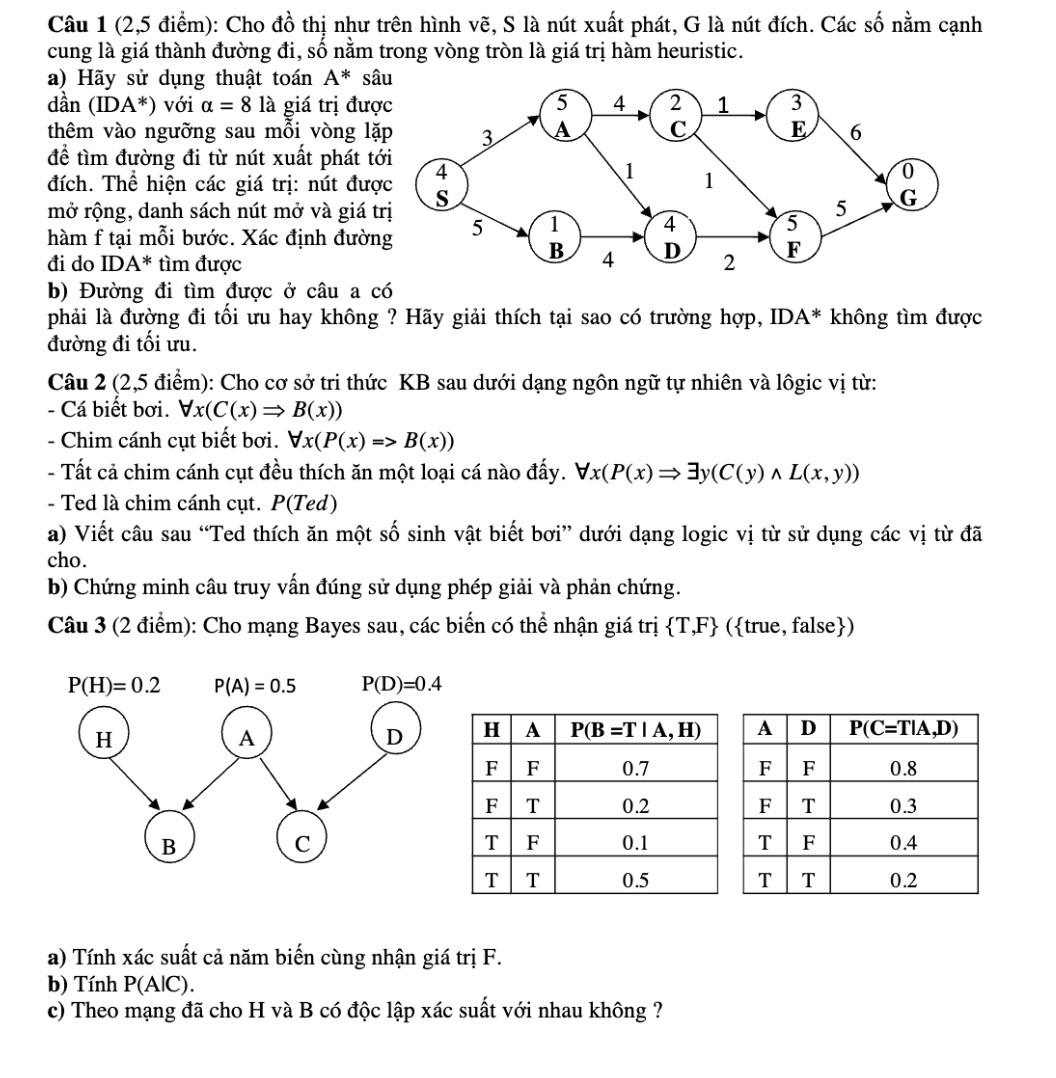 Câu 1 (2,5 điểm): Cho đồ thị như trên hình vẽ, S là nút xuất phát, G là nút đích. Các số nằm cạnh
cung là giá thành đường đi, số nằm trong vòng tròn là giá trị hàm heuristic.
a) Hãy sử dụng thuật toán A* sâu
dần (IDA*) với α = 8 là giá trị được
thêm vào ngưỡng sau mỗi vòng lặp
để tìm đường đi từ nút xuất phát tới
đích. Thể hiện các giá trị: nút được
mở rộng, danh sách nút mở và giá trị
hàm f tại mỗi bước. Xác định đường
đi do IDA* tìm được
5 4 2 1 3
A C E
3 6
4 1 1 0
S G
5 1 4 5 5
B D F
4 2
b) Đường đi tìm được ở câu a có
phải là đường đi tối ưu hay không ? Hãy giải thích tại sao có trường hợp, IDA* không tìm được
đường đi tối ưu.
Câu 2 (2,5 điểm): Cho cơ sở tri thức KB sau dưới dạng ngôn ngữ tự nhiên và lôgic vị từ:
- Cá biết bơi. ∀x(C(x) ⇒ B(x))
- Chim cánh cụt biết bơi. ∀x(P(x) => B(x))
- Tất cả chim cánh cụt đều thích ăn một loại cá nào đấy. ∀x(P(x) ⇒ ∃y(C(y) ∧ L(x, y))
- Ted là chim cánh cụt. P(Ted)
a) Viết câu sau “Ted thích ăn một số sinh vật biết bơi” dưới dạng logic vị từ sử dụng các vị từ đã
cho.
b) Chứng minh câu truy vấn đúng sử dụng phép giải và phản chứng.
Câu 3 (2 điểm): Cho mạng Bayes sau, các biến có thể nhận giá trị {T,F} ({true, false})
P(H)= 0.2 P(A) = 0.5 P(D)=0.4
H A D
B C
H A P(B =T | A, H)
F F 0.7
F T 0.2
T F 0.1
T T 0.5
A D P(C=T|A,D)
F F 0.8
F T 0.3
T F 0.4
T T 0.2
a) Tính xác suất cả năm biến cùng nhận giá trị F.
b) Tính P(A|C).
c) Theo mạng đã cho H và B có độc lập xác suất với nhau không ?